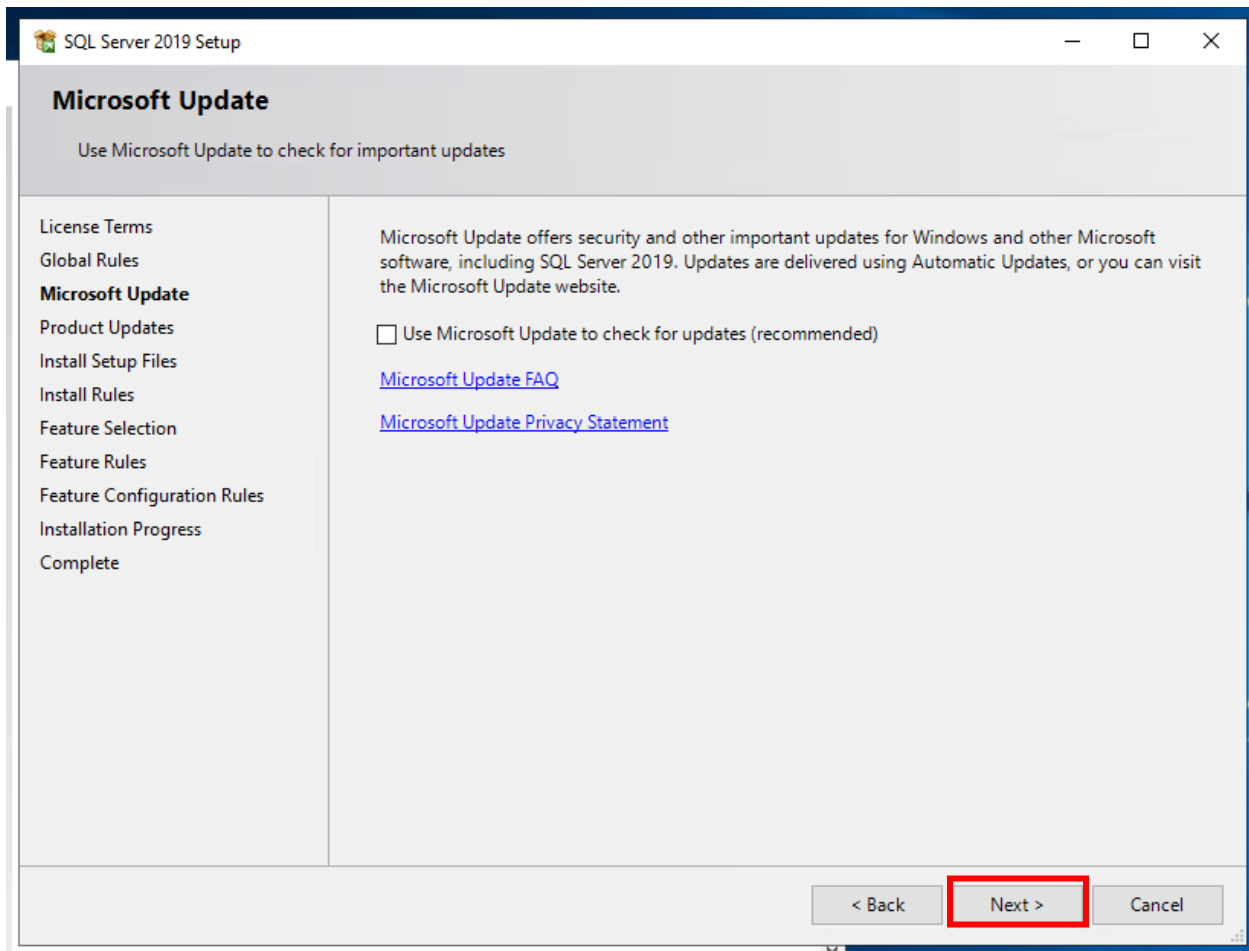 SQL Server 2019 Setup
Microsoft Update
Use Microsoft Update to check for important updates
License Terms
Global Rules
Microsoft Update
Product Updates
Install Setup Files
Install Rules
Feature Selection
Feature Rules
Feature Configuration Rules
Installation Progress
Complete
Microsoft Update offers security and other important updates for Windows and other Microsoft
software, including SQL Server 2019. Updates are delivered using Automatic Updates, or you can visit
the Microsoft Update website.
Use Microsoft Update to check for updates (recommended)
Microsoft Update FAQ
Microsoft Update Privacy Statement
< Back
Next >
Cancel